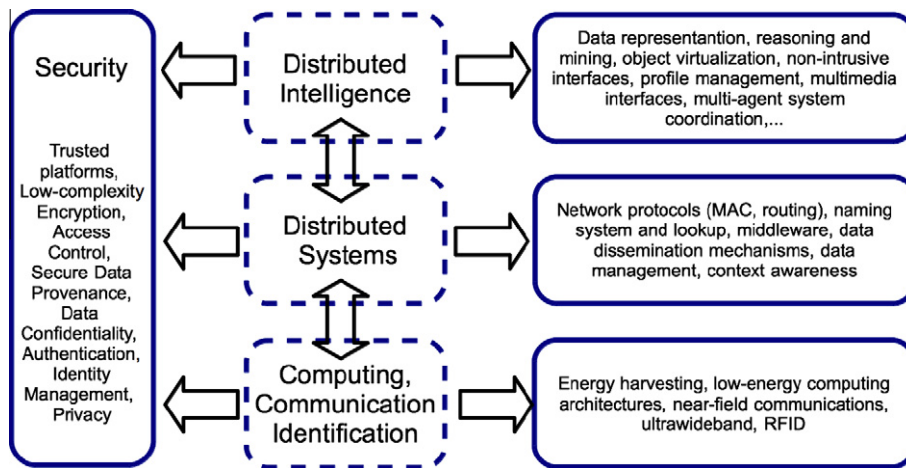 Security
Trusted
platforms,
Low-complexity
Encryption,
Access
Control,
Secure Data
Provenance,
Data
Confidentiality,
Authentication,
Identity
Management,
Privacy
Distributed
Intelligence
Data representantion, reasoning and
mining, object virtualization, non-intrusive
interfaces, profile management, multimedia
interfaces, multi-agent system
coordination,...
Distributed
Systems
Network protocols (MAC, routing), naming
system and lookup, middleware, data
dissemination mechanisms, data
management, context awareness
Computing,
Communication
Identification
Energy harvesting, low-energy computing
architectures, near-field communications,
ultrawideband, RFID